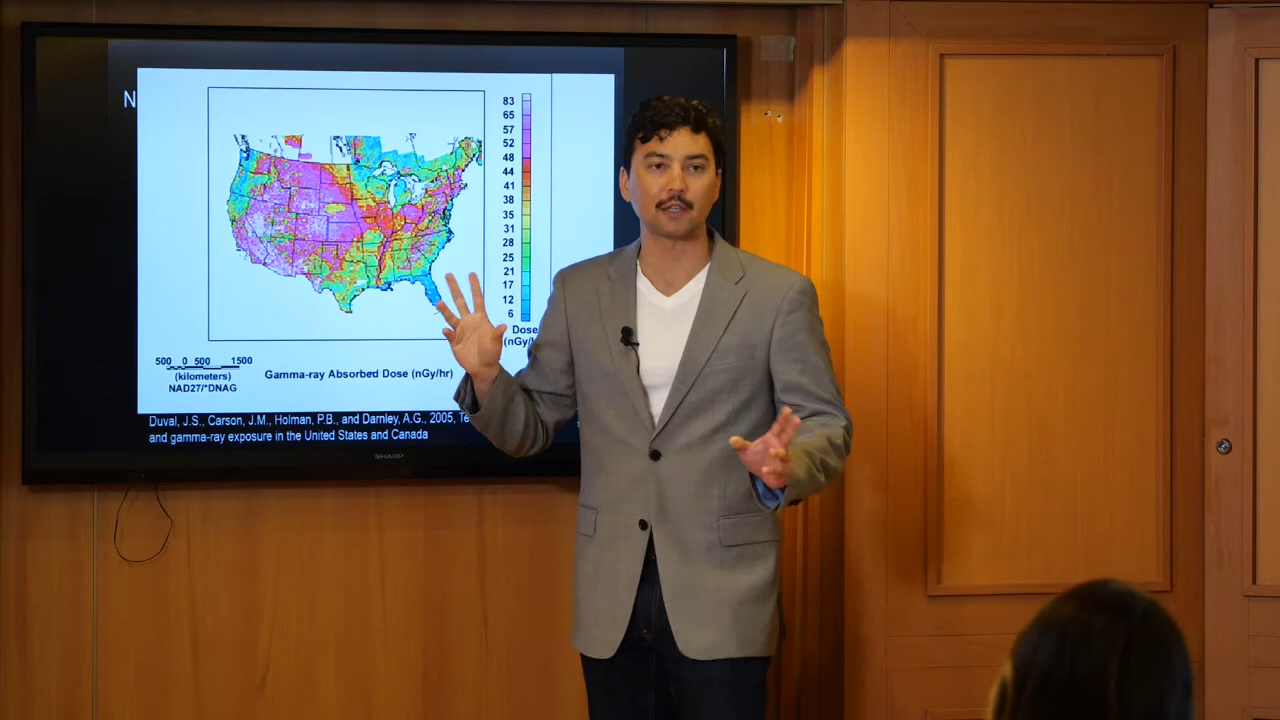 N
83
65
57
52
48
44
41
38
35
31
28
25
21
17
12
6
Dose
(nGy/
500 0 500 1500
(kilometers)
NAD27/*DNAG
Gamma-ray Absorbed Dose (nGy/hr)
Duval, J.S., Carson, J.M., Holman, P.B., and Darnley, A.G., 2005,
and gamma-ray exposure in the United States and Canada
SHARP